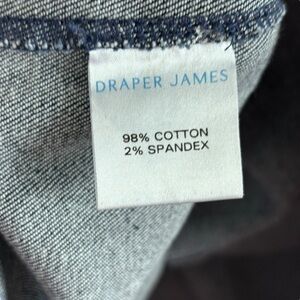 DRAPER JAMES
98% COTTON
2% SPANDEX